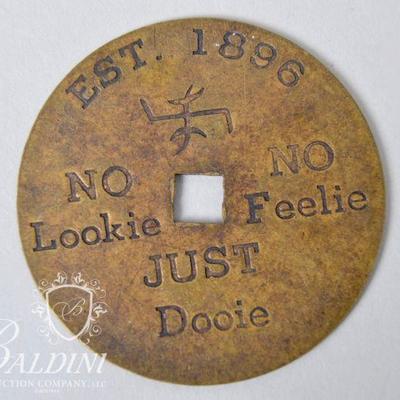 EST. 1896
NO NO
Lookie Feelie
JUST
Dooie
B
BALDINI
AUCTION COMPANY, LLC